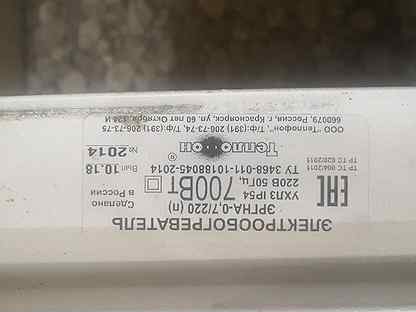 ЭЛЕКТРООБОГРЕВАТЕЛЬ
ЭРГНА-0,7/220 (п)
УХЛ3 IP54
220В 50Гц,
700Вт
ТУ 3468-011-10188045-2014
EAC
ТР ТС 004/2011
ТР ТС 020/2011
Сделано
в России
Вып. 10.18
№ 2014
Тепло он ®
ООО "Теплофон", Т/ф: (391) 206-73-74, Т/ф: (391) 206-73-75
660079, Россия, г. Красноярск, ул. 60 лет Октября,